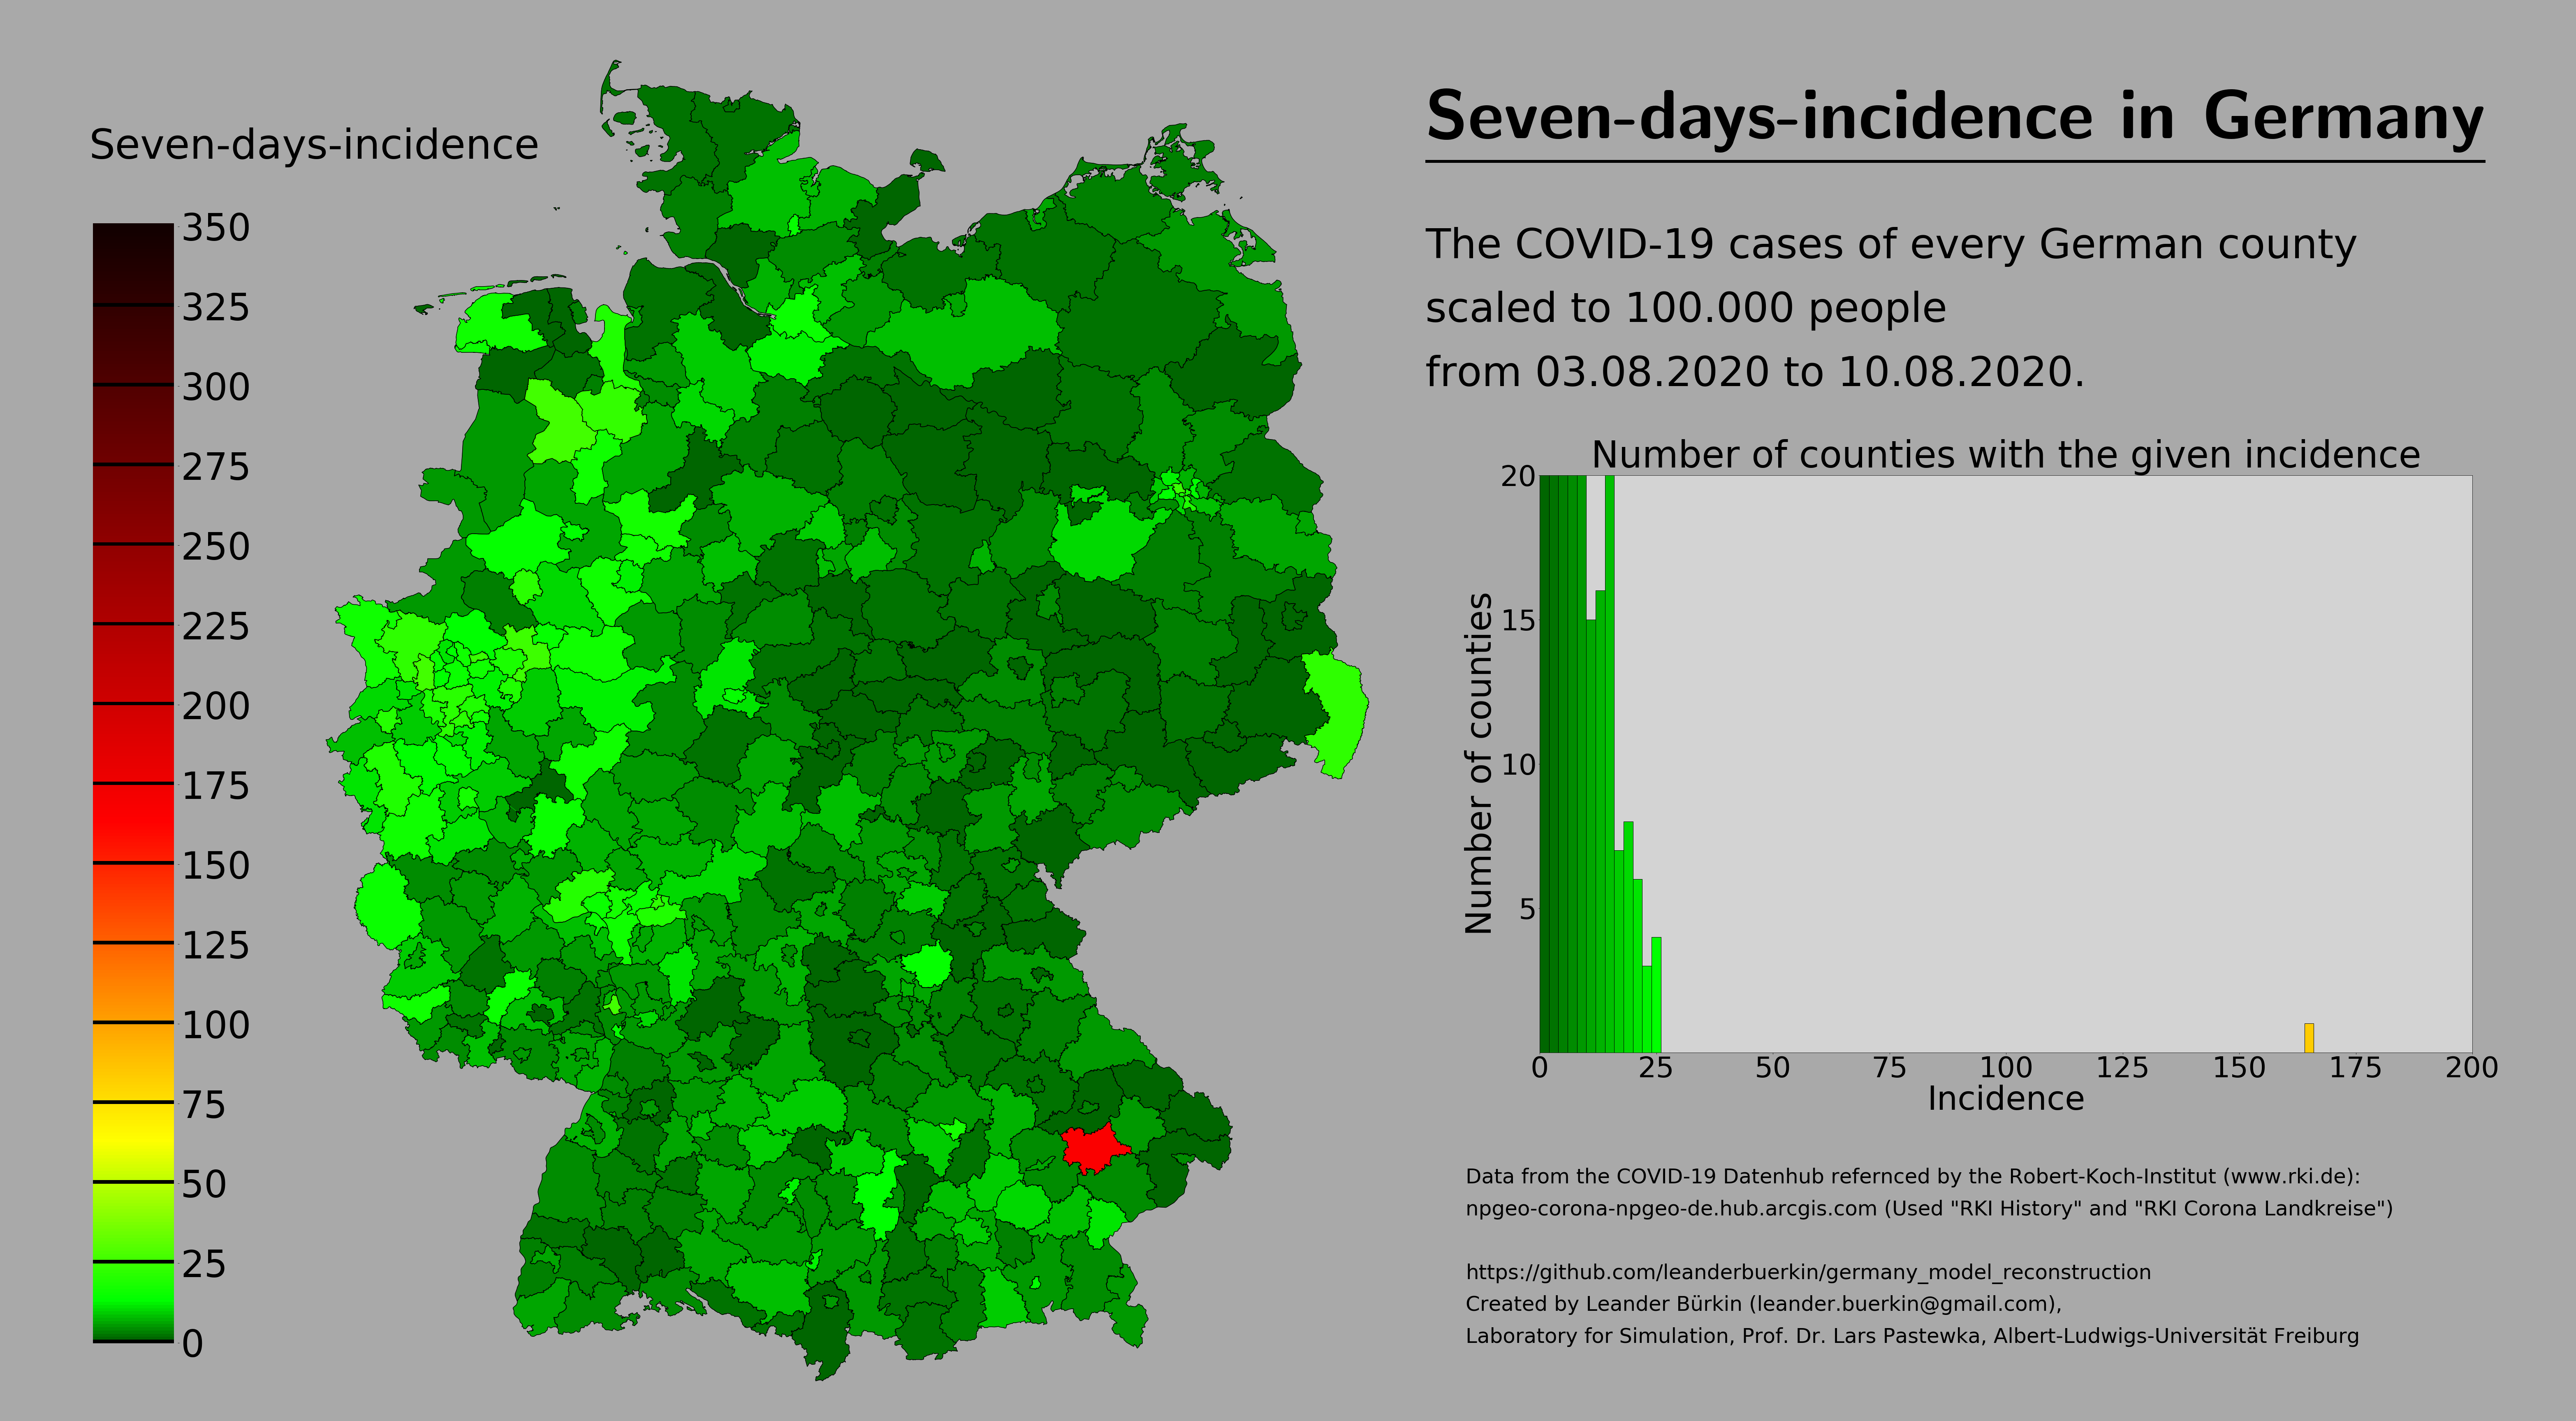 Seven-days-incidence in Germany
Seven-days-incidence
350
325
300
275
250
225
200
175
150
125
100
75
50
25
0
The COVID-19 cases of every German county
scaled to 100.000 people
from 03.08.2020 to 10.08.2020.
Number of counties with the given incidence
Number of counties
20
15
10
5
0 25 50 75 100 125 150 175 200
Incidence
Data from the COVID-19 Datenhub refernced by the Robert-Koch-Institut (www.rki.de):
npgeo-corona-npgeo-de.hub.arcgis.com (Used "RKI History" and "RKI Corona Landkreise")
https://github.com/leanderbuerkin/germany_model_reconstruction
Created by Leander Bürkin (leander.buerkin@gmail.com),
Laboratory for Simulation, Prof. Dr. Lars Pastewka, Albert-Ludwigs-Universität Freiburg